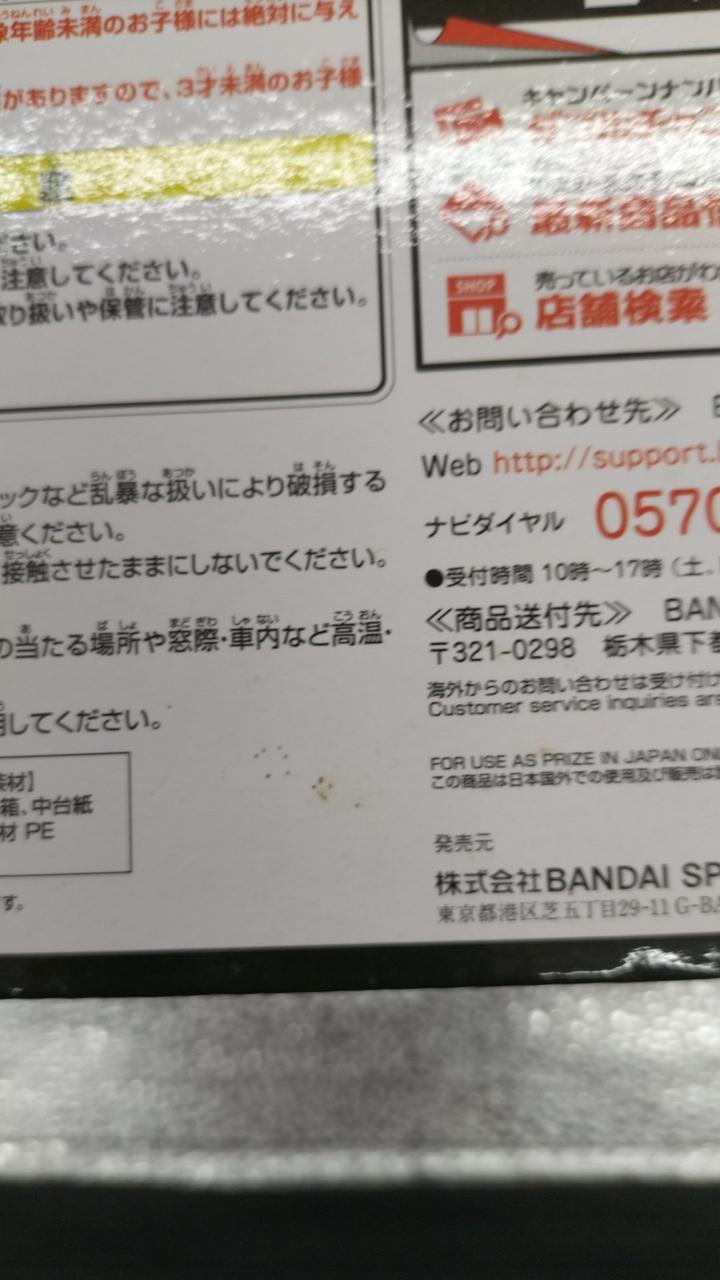 象年齢未満のお子様には絶対に与え
がありますので、3才未満のお子様
ださい。
注意してください。
取り扱いや保管に注意してください。
ックなど乱暴な扱いにより破損する
意ください。
接触させたままにしないでください。
の当たる場所や窓際・車内など高温・
用してください。
装材】
箱、中台紙
材 PE
す。
キャンペーンナンバ
最新商品情
SHOP
売っているお店がわ
店舗検索
≪お問い合わせ先≫ B
Web http://support.
ナビダイヤル 0570
●受付時間 10時～17時 (土、
≪商品送付先≫ BAN
〒321-0298 栃木県下都
海外からのお問い合わせは受け付け
Customer service inquiries are
FOR USE AS PRIZE IN JAPAN ONL
この商品は日本国外での使用及び販売は
発売元
株式会社BANDAI SP
東京都港区芝五丁目29-11 G-BA